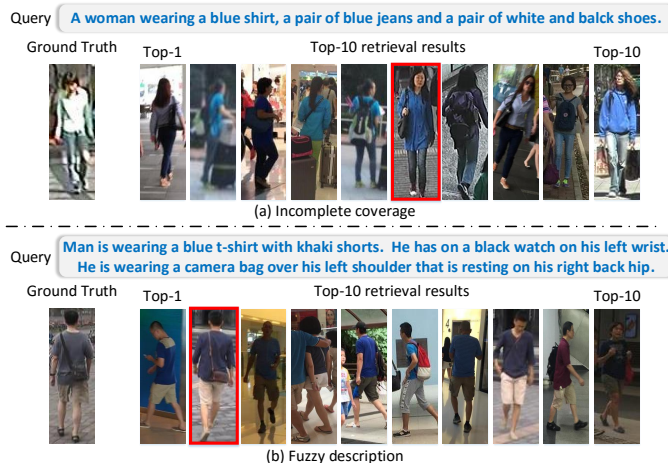 Query A woman wearing a blue shirt, a pair of blue jeans and a pair of white and balck shoes.
Ground Truth Top-1 Top-10 retrieval results Top-10
(a) Incomplete coverage
Query Man is wearing a blue t-shirt with khaki shorts. He has on a black watch on his left wrist.
He is wearing a camera bag over his left shoulder that is resting on his right back hip.
Ground Truth Top-1 Top-10 retrieval results Top-10
(b) Fuzzy description